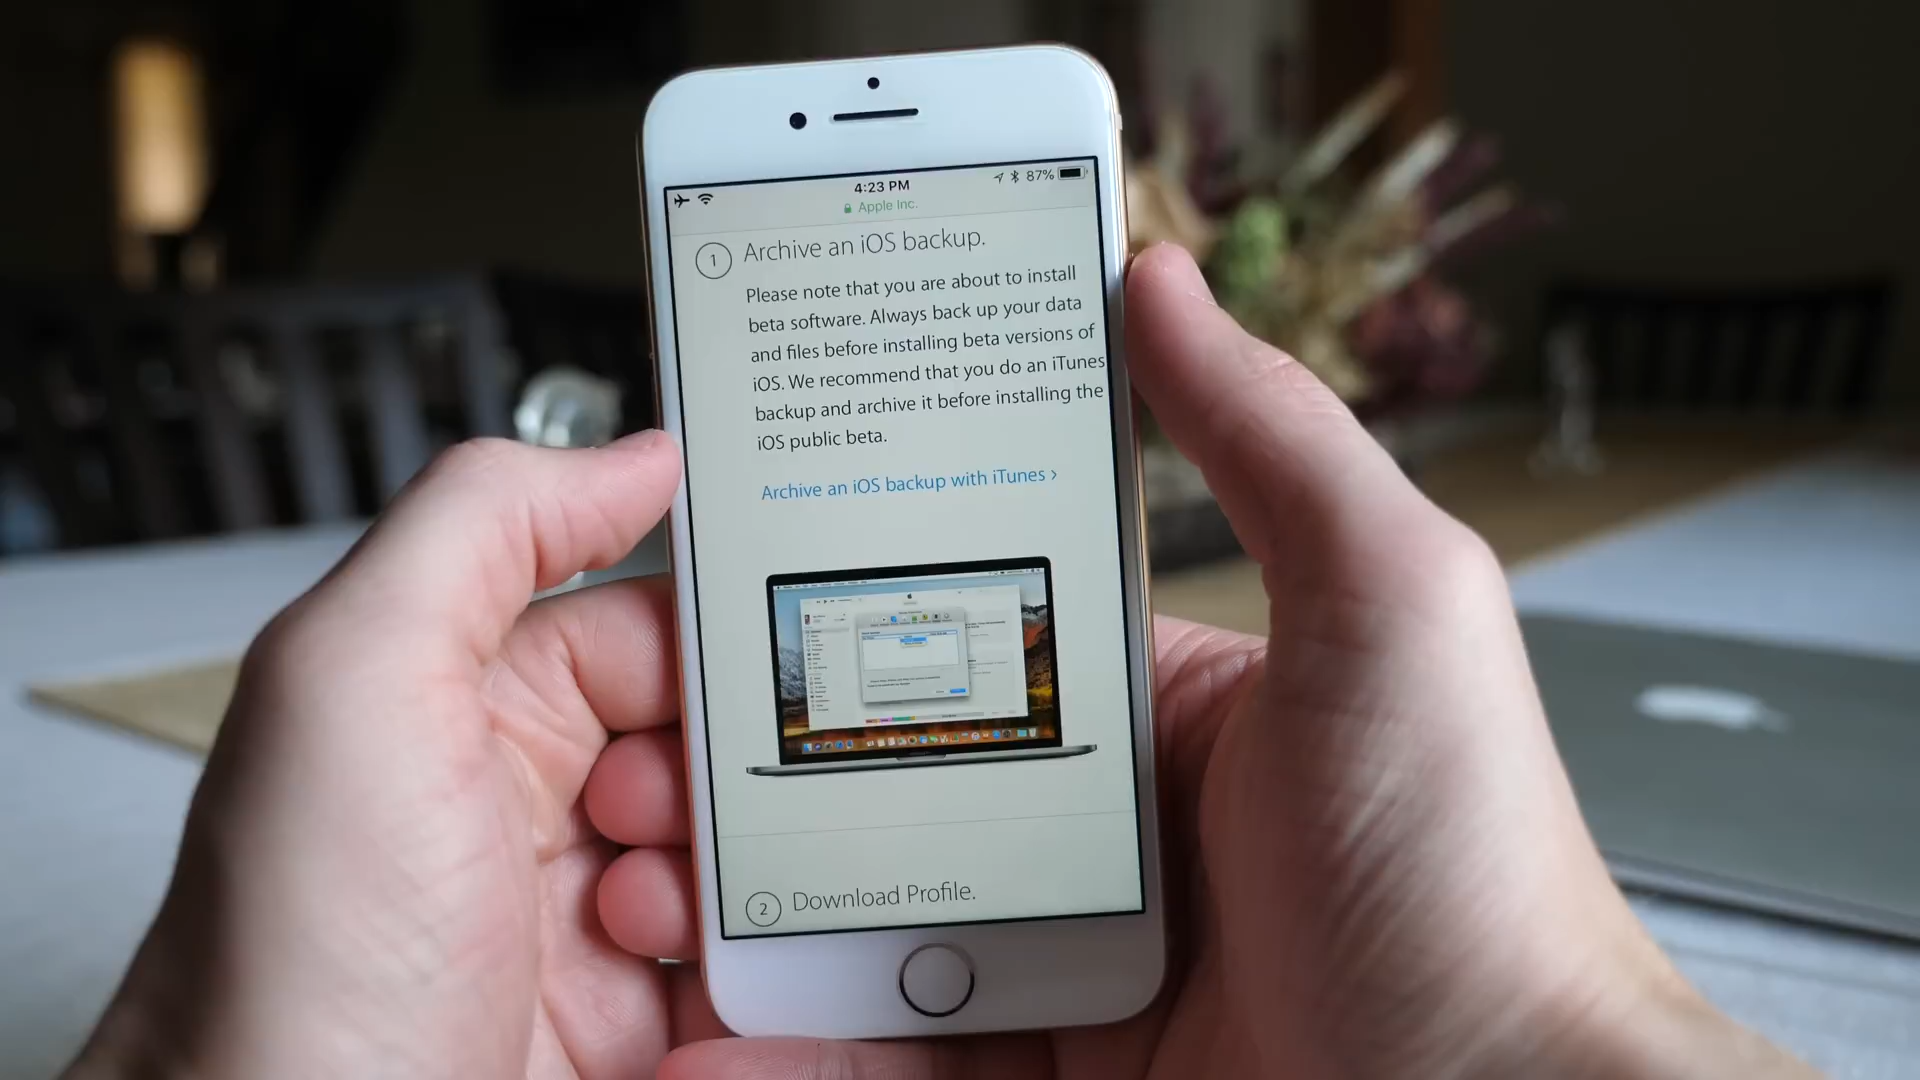 4:23 PM
87%
Apple Inc.
1 Archive an iOS backup.
Please note that you are about to install
beta software. Always back up your data
and files before installing beta versions of
iOS. We recommend that you do an iTunes
backup and archive it before installing the
iOS public beta.
Archive an iOS backup with iTunes >
2 Download Profile.